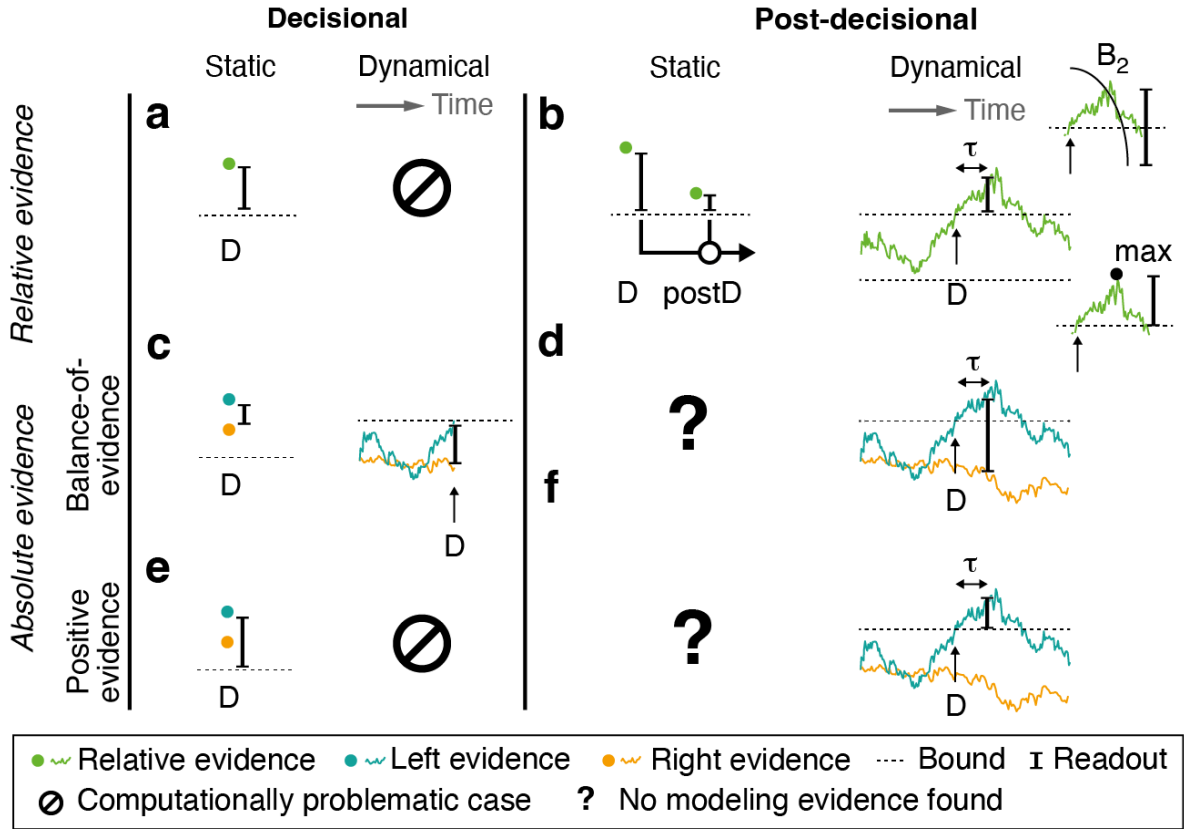 Decisional
Post-decisional
Static
Dynamical
Time
Static
Dynamical
Time
B2
Relative evidence
a
D
b
D
postD
τ
D
max
Absolute evidence
Balance-of-
evidence
c
D
D
d
?
τ
D
Positive
evidence
e
D
f
?
τ
D
Relative evidence
Left evidence
Right evidence
Bound
Readout
Computationally problematic case
? No modeling evidence found